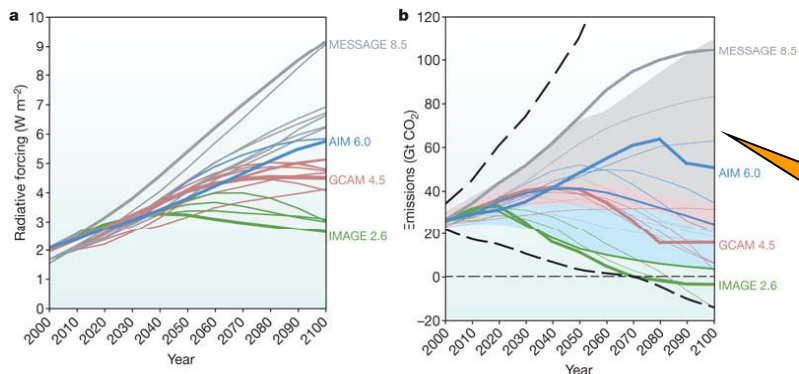 a
10
9
8
7
6
5
4
3
2
1
0
Radiative forcing (W m−2)
MESSAGE 8.5
AIM 6.0
GCAM 4.5
IMAGE 2.6
2000
2010
2020
2030
2040
2050
2060
2070
2080
2090
2100
Year
b
120
100
80
60
40
20
0
−20
Emissions (Gt CO2)
MESSAGE 8.5
AIM 6.0
GCAM 4.5
IMAGE 2.6
2000
2010
2020
2030
2040
2050
2060
2070
2080
2090
2100
Year